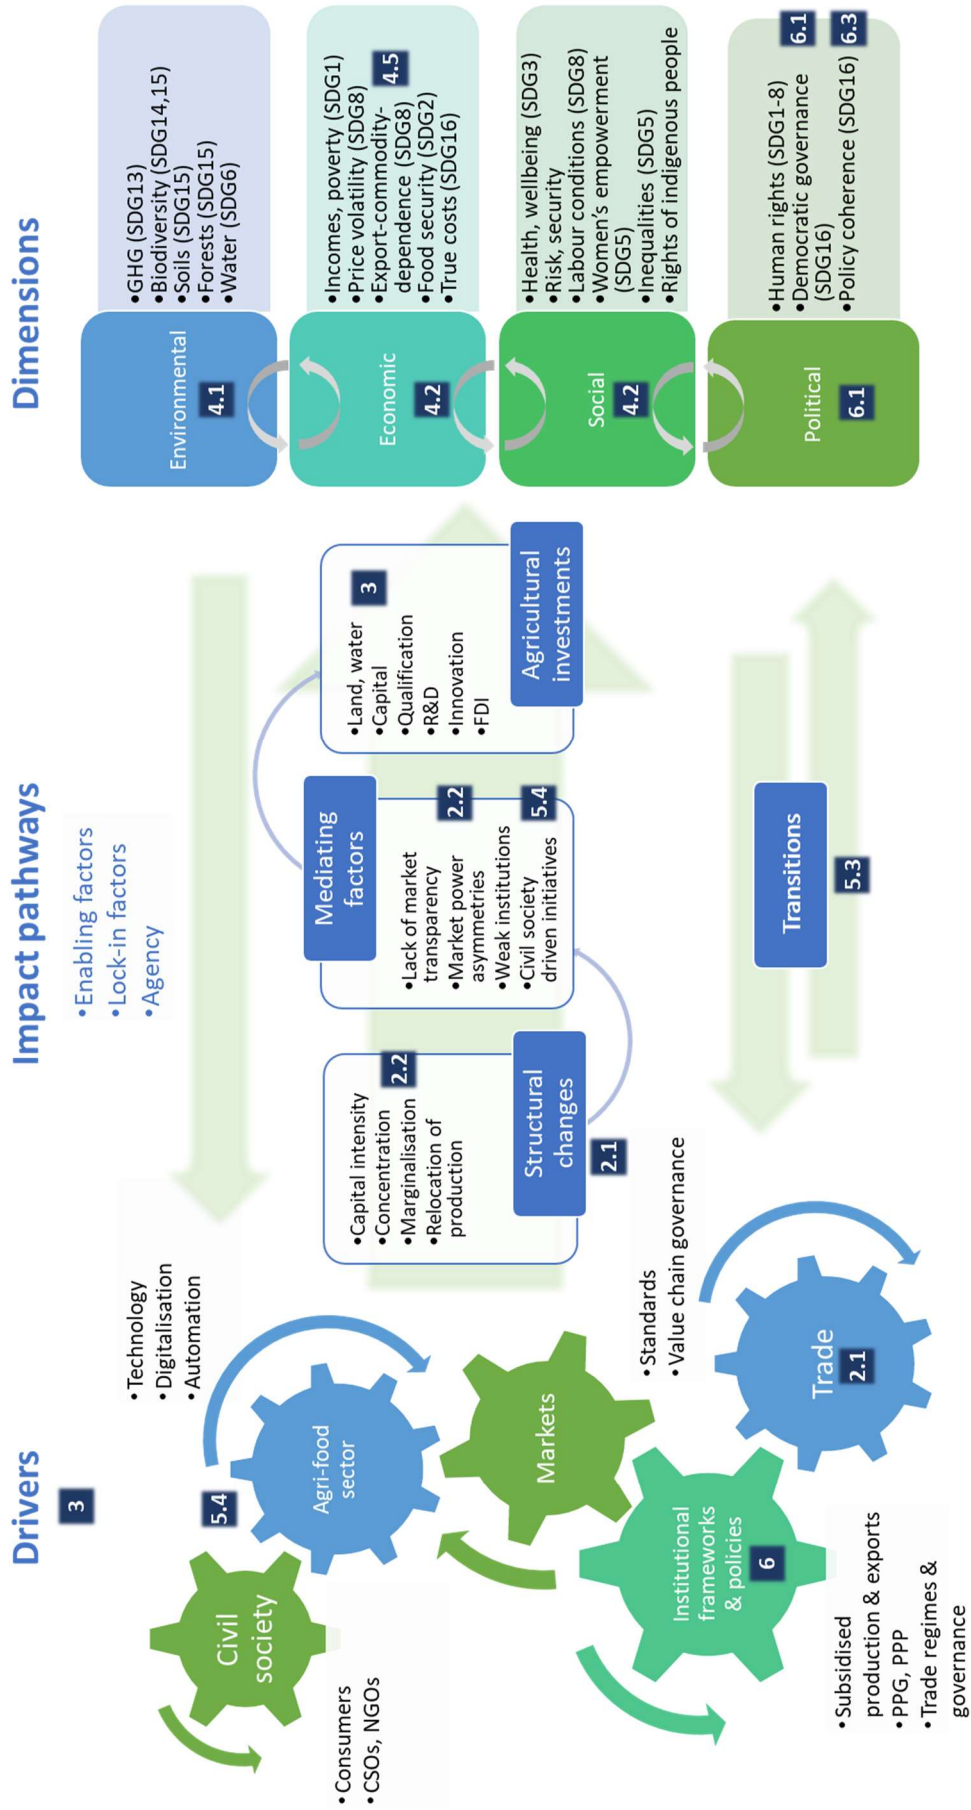 Drivers
3
Civil
society
• Consumers
• CSOs, NGOs
5.4
Agri-food
sector
• Technology
• Digitalisation
• Automation
Markets
Institutional
frameworks
& policies
6
• Subsidised
production & exports
• PPG, PPP
• Trade regimes &
governance
Trade
2.1
• Standards
• Value chain governance
Impact pathways
•Enabling factors
•Lock-in factors
•Agency
•Capital intensity
•Concentration
•Marginalisation
•Relocation of
production
2.2
Structural
changes
2.1
Mediating
factors
•Lack of market
transparency
•Market power
asymmetries
•Weak institutions
•Civil society
driven initiatives
2.2
5.4
•Land, water
•Capital
•Qualification
•R&D
•Innovation
•FDI
3
Agricultural
investments
Transitions
5.3
Dimensions
Environmental
4.1
•GHG (SDG13)
•Biodiversity (SDG14,15)
•Soils (SDG15)
•Forests (SDG15)
•Water (SDG6)
Economic
4.2
•Incomes, poverty (SDG1)
•Price volatility (SDG8)
•Export-commodity-
dependence (SDG8)
•Food security (SDG2)
•True costs (SDG16)
4.5
Social
4.2
•Health, wellbeing (SDG3)
•Risk, security
•Labour conditions (SDG8)
•Women's empowerment
(SDG5)
•Inequalities (SDG5)
•Rights of indigenous people
Political
6.1
•Human rights (SDG1-8)
•Democratic governance
(SDG16)
•Policy coherence (SDG16)
6.1
6.3